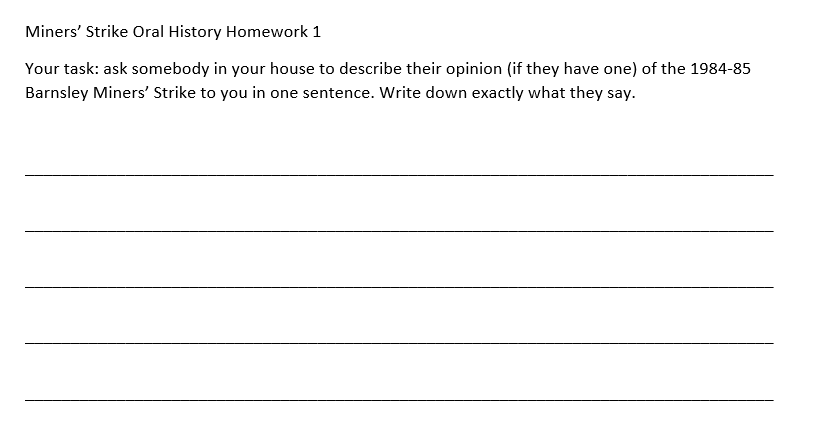 Miners’ Strike Oral History Homework 1
Your task: ask somebody in your house to describe their opinion (if they have one) of the 1984-85
Barnsley Miners’ Strike to you in one sentence. Write down exactly what they say.